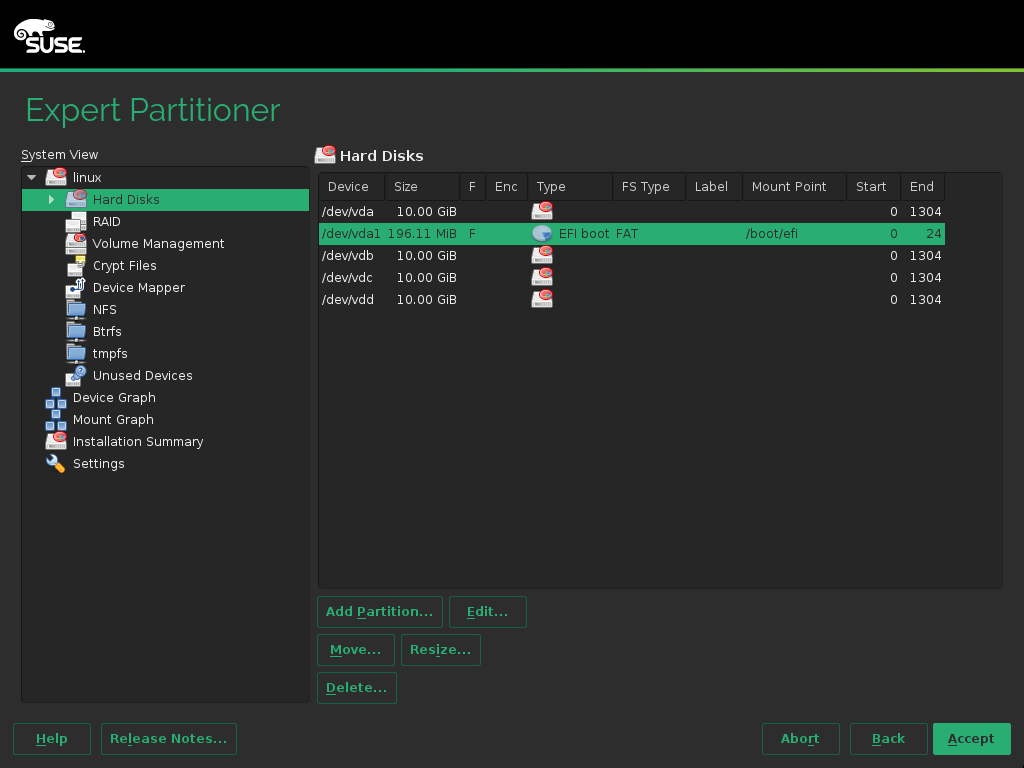 SUSE
Expert Partitioner
System View
linux
Hard Disks
RAID
Volume Management
Crypt Files
Device Mapper
NFS
Btrfs
tmpfs
Unused Devices
Device Graph
Mount Graph
Installation Summary
Settings
Hard Disks
Device Size F Enc Type FS Type Label Mount Point Start End
/dev/vda 10.00 GiB 0 1304
/dev/vda1 196.11 MiB F EFI boot FAT /boot/efi 0 24
/dev/vdb 10.00 GiB 0 1304
/dev/vdc 10.00 GiB 0 1304
/dev/vdd 10.00 GiB 0 1304
Add Partition... Edit...
Move... Resize...
Delete...
Help Release Notes... Abort Back Accept